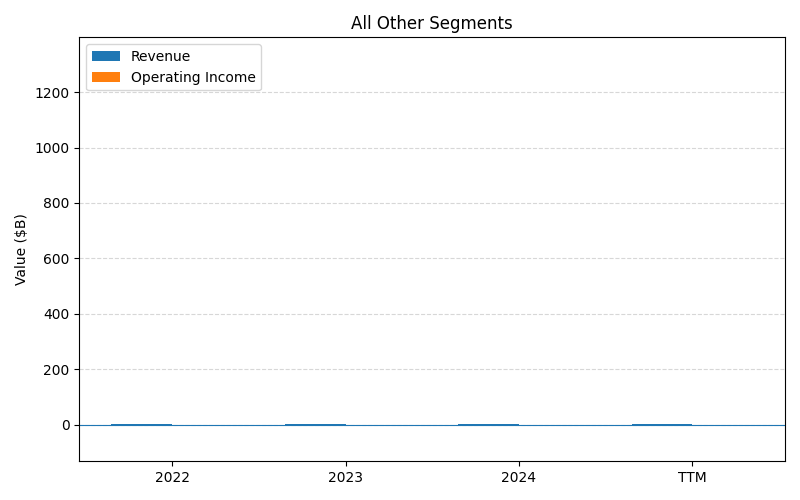 All Other Segments
Revenue
Operating Income
Value ($B)
1200
1000
800
600
400
200
0
2022 2023 2024 TTM